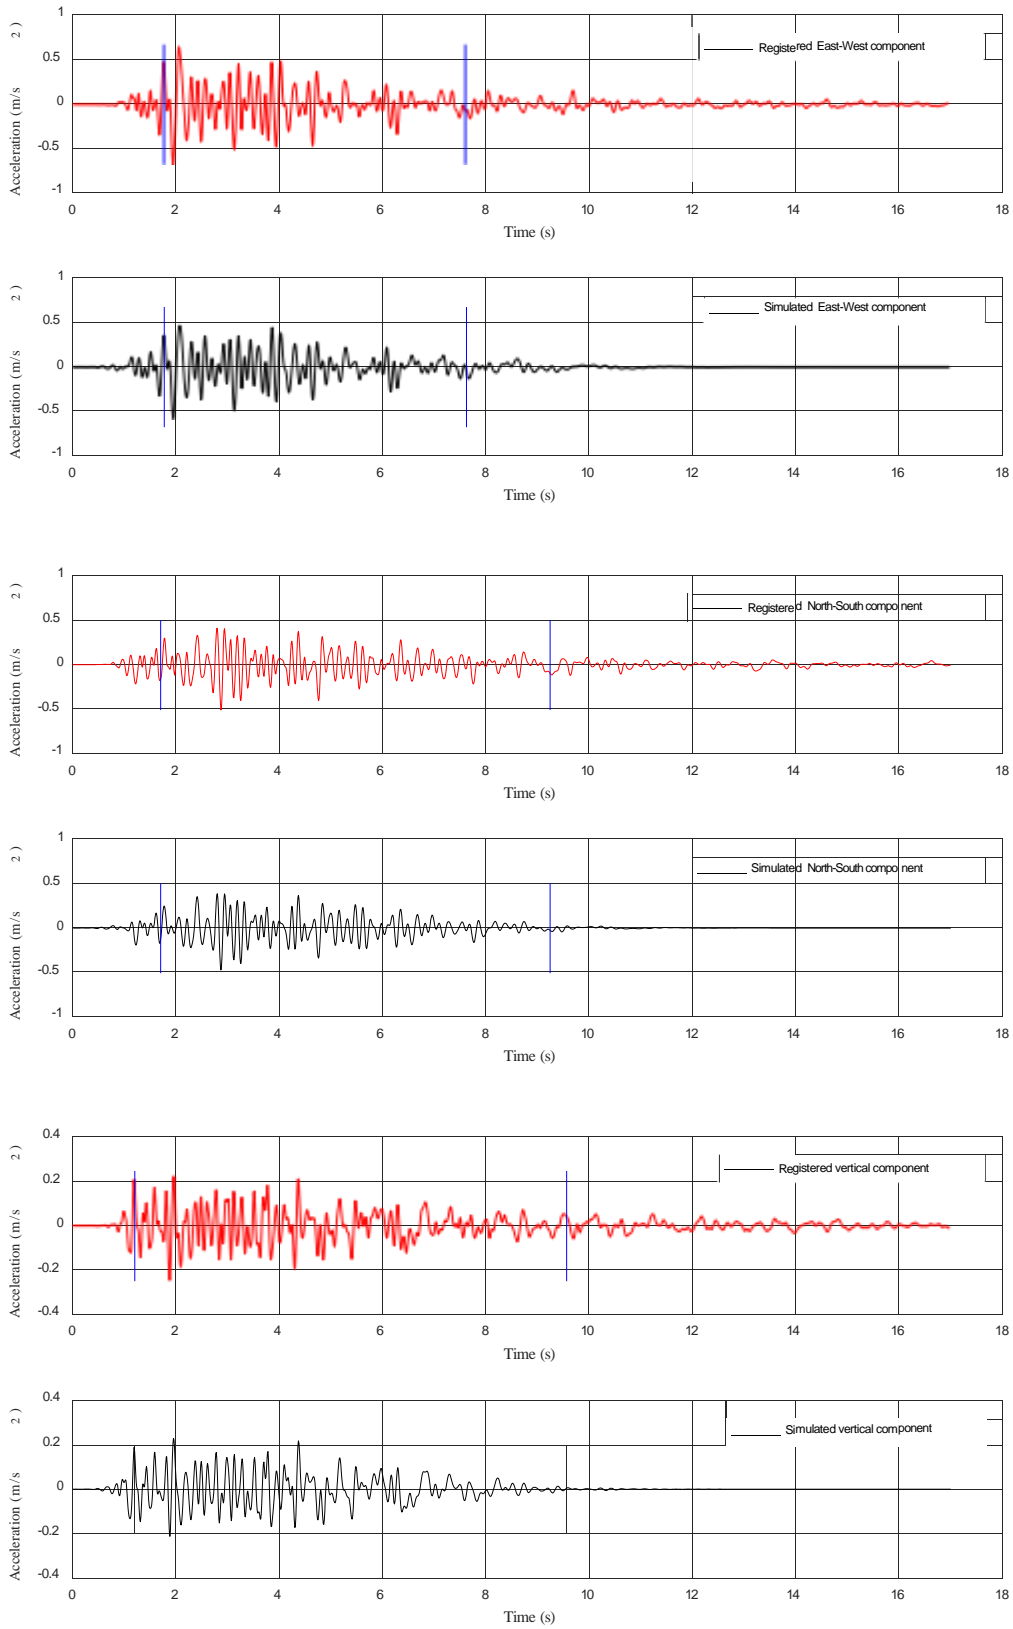 1
0.5
0
-0.5
-1
Acceleration (m/s 2 )
Registered East-West component
0 2 4 6 8 10 12 14 16 18
Time (s)
1
0.5
0
-0.5
-1
Acceleration (m/s 2 )
Simulated East-West component
0 2 4 6 8 10 12 14 16 18
Time (s)
1
0.5
0
-0.5
-1
Acceleration (m/s 2 )
Registered North-South component
0 2 4 6 8 10 12 14 16 18
Time (s)
1
0.5
0
-0.5
-1
Acceleration (m/s 2 )
Simulated North-South component
0 2 4 6 8 10 12 14 16 18
Time (s)
0.4
0.2
0
-0.2
-0.4
Acceleration (m/s 2 )
Registered vertical component
0 2 4 6 8 10 12 14 16 18
Time (s)
0.4
0.2
0
-0.2
-0.4
Acceleration (m/s 2 )
Simulated vertical component
0 2 4 6 8 10 12 14 16 18
Time (s)